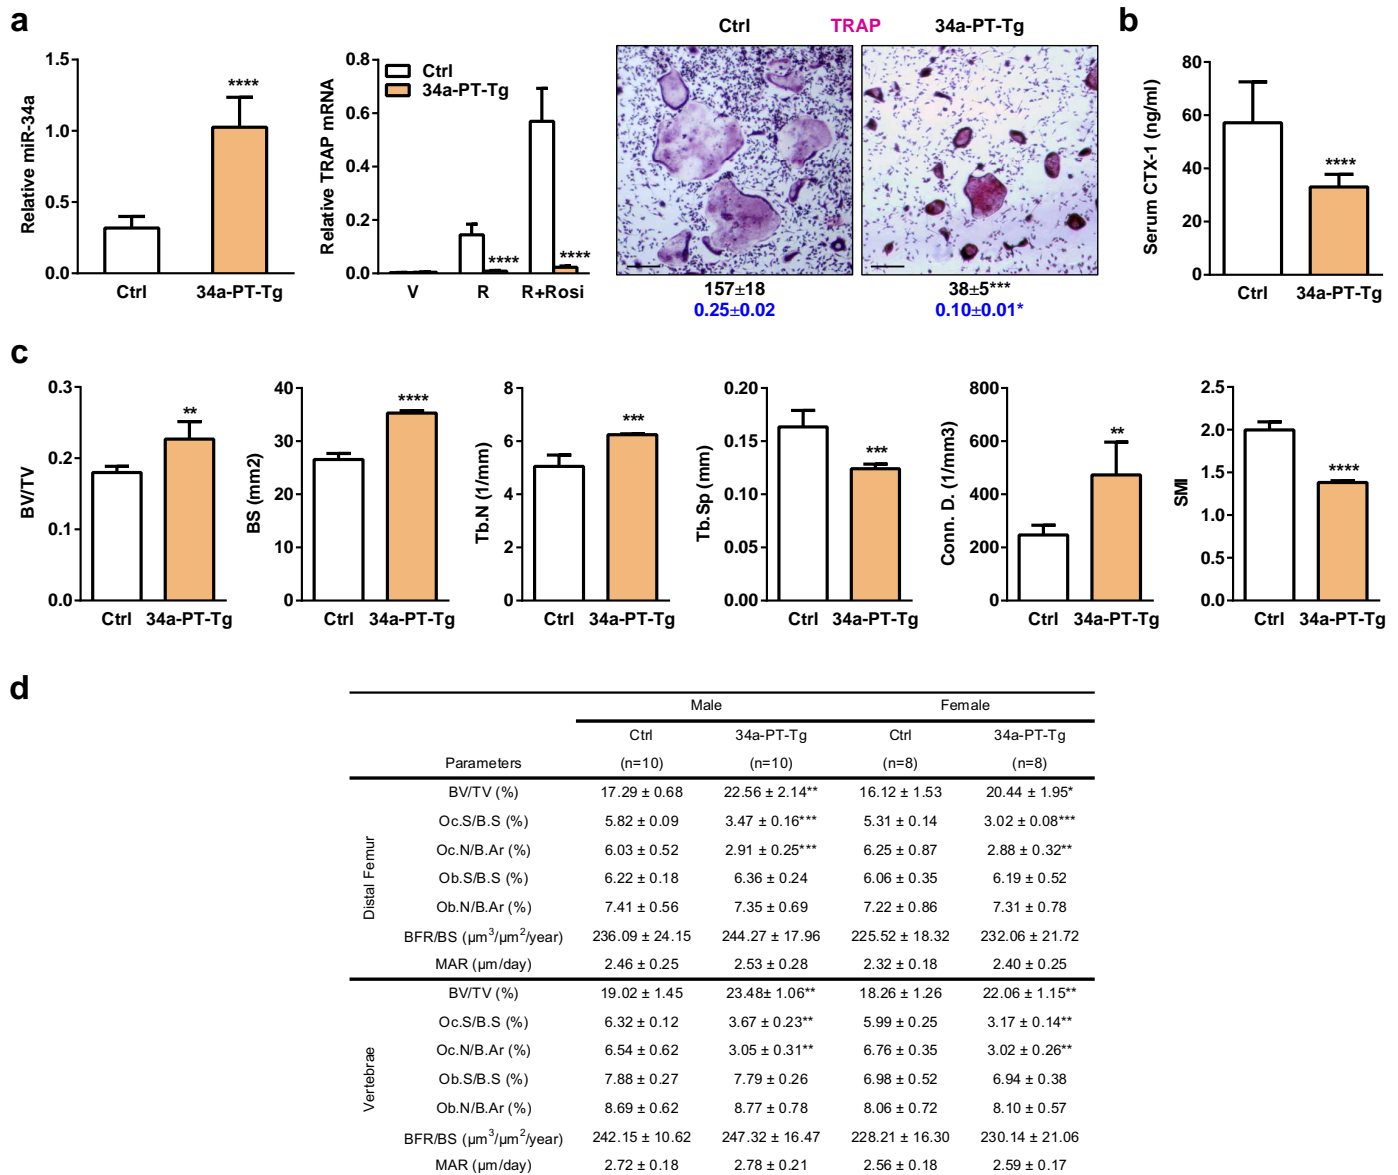 a
Relative miR-34a
1.5
1.0
0.5
0.0
****
Ctrl
34a-PT-Tg
Relative TRAP mRNA
0.8
0.6
0.4
0.2
0.0
Ctrl
34a-PT-Tg
****
****
V
R
R+Rosi
Ctrl
TRAP
34a-PT-Tg
157±18
38±5***
0.25±0.02
0.10±0.01*
b
Serum CTX-1 (ng/ml)
80
60
40
20
0
****
Ctrl
34a-PT-Tg
c
BV/TV
0.3
0.2
0.1
0.0
**
Ctrl 34a-PT-Tg
BS (mm2)
40
30
20
10
0
****
Ctrl 34a-PT-Tg
Tb.N (1/mm)
8
6
4
2
0
***
Ctrl 34a-PT-Tg
Tb.Sp (mm)
0.20
0.15
0.10
0.05
0.00
***
Ctrl 34a-PT-Tg
Conn. D. (1/mm3)
800
600
400
200
0
**
Ctrl 34a-PT-Tg
SMI
2.5
2.0
1.5
1.0
0.5
0.0
****
Ctrl 34a-PT-Tg
d
Male Female
Ctrl 34a-PT-Tg Ctrl 34a-PT-Tg
Parameters (n=10) (n=10) (n=8) (n=8)
Distal Femur
BV/TV (%) 17.29 ± 0.68 22.56 ± 2.14** 16.12 ± 1.53 20.44 ± 1.95*
Oc.S/B.S (%) 5.82 ± 0.09 3.47 ± 0.16*** 5.31 ± 0.14 3.02 ± 0.08***
Oc.N/B.Ar (%) 6.03 ± 0.52 2.91 ± 0.25*** 6.25 ± 0.87 2.88 ± 0.32**
Ob.S/B.S (%) 6.22 ± 0.18 6.36 ± 0.24 6.06 ± 0.35 6.19 ± 0.52
Ob.N/B.Ar (%) 7.41 ± 0.56 7.35 ± 0.69 7.22 ± 0.86 7.31 ± 0.78
BFR/BS (µm³/µm²/year) 236.09 ± 24.15 244.27 ± 17.96 225.52 ± 18.32 232.06 ± 21.72
MAR (µm/day) 2.46 ± 0.25 2.53 ± 0.28 2.32 ± 0.18 2.40 ± 0.25
Vertebrae
BV/TV (%) 19.02 ± 1.45 23.48± 1.06** 18.26 ± 1.26 22.06 ± 1.15**
Oc.S/B.S (%) 6.32 ± 0.12 3.67 ± 0.23** 5.99 ± 0.25 3.17 ± 0.14**
Oc.N/B.Ar (%) 6.54 ± 0.62 3.05 ± 0.31** 6.76 ± 0.35 3.02 ± 0.26**
Ob.S/B.S (%) 7.88 ± 0.27 7.79 ± 0.26 6.98 ± 0.52 6.94 ± 0.38
Ob.N/B.Ar (%) 8.69 ± 0.62 8.77 ± 0.78 8.06 ± 0.72 8.10 ± 0.57
BFR/BS (µm³/µm²/year) 242.15 ± 10.62 247.32 ± 16.47 228.21 ± 16.30 230.14 ± 21.06
MAR (µm/day) 2.72 ± 0.18 2.78 ± 0.21 2.56 ± 0.18 2.59 ± 0.17